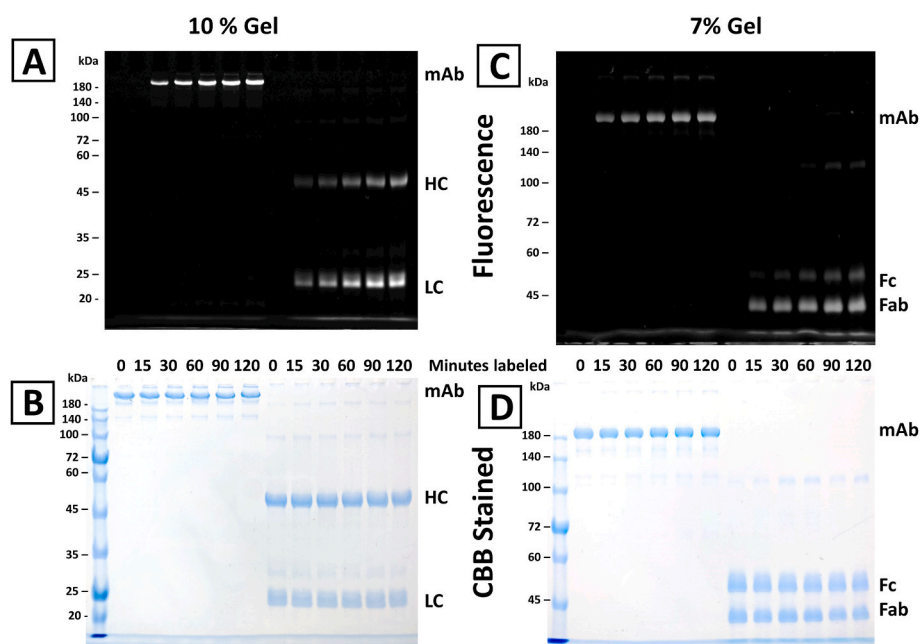 10 % Gel
7% Gel
A
kDa
180 –
140 –
100 –
72 –
60 –
45 –
35 –
25 –
20 -
mAb
HC
LC
Fluorescence
C
kDa
180 –
140 –
100 –
72 –
60 –
45 –
mAb
Fc
Fab
0 15 30 60 90 120 0 15 30 60 90 120 Minutes labeled 0 15 30 60 90 120 0 15 30 60 90 120
B
kDa
180 -
140 -
100 –
72 –
60 –
45 –
35 –
25 –
20 –
mAb
HC
LC
CBB Stained
D
kDa
180 –
140 –
100 –
72 –
60 –
45 –
mAb
Fc
Fab